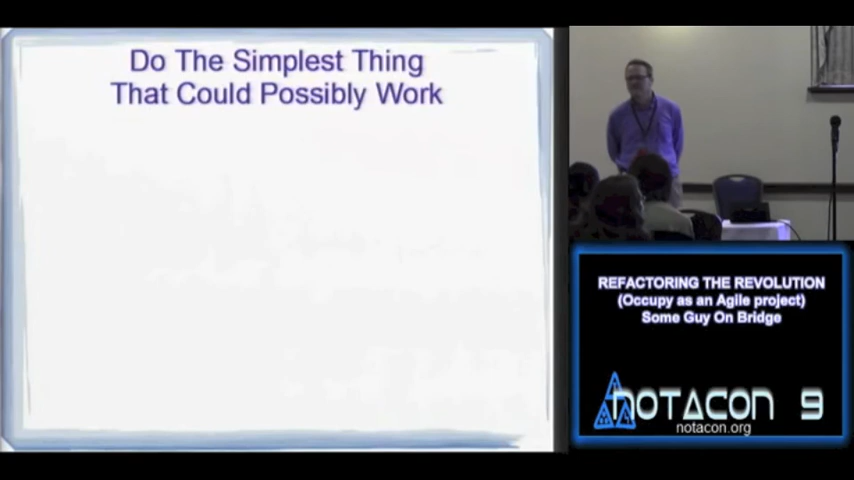 Do The Simplest Thing
That Could Possibly Work
REFACTORING THE REVOLUTION
(Occupy as an Agile project)
Some Guy On Bridge
NOTACON 9
notacon.org